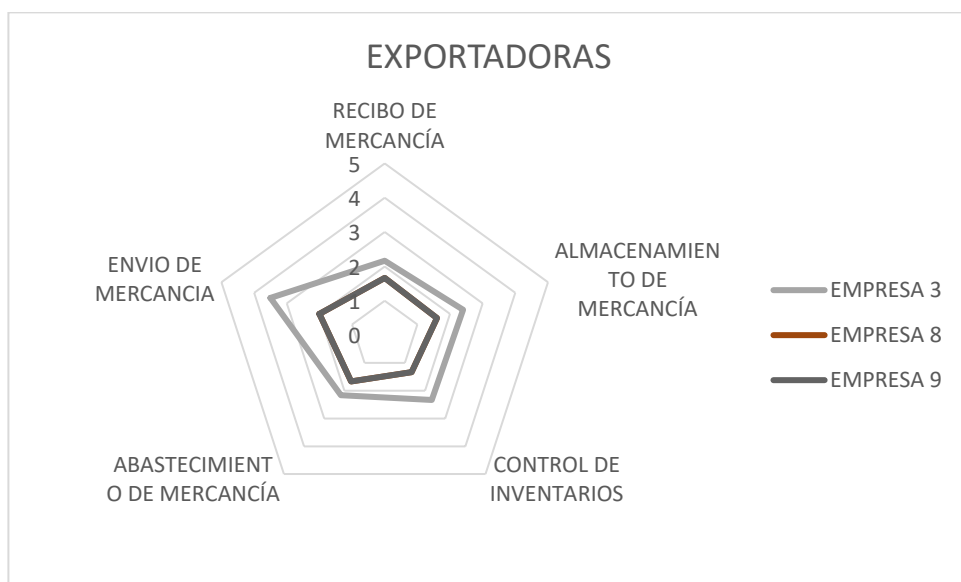 EXPORTADORAS
RECIBO DE
MERCANCÍA
5
4
3
2
1
0
ALMACENAMIEN
TO DE
MERCANCÍA
CONTROL DE
INVENTARIOS
ABASTECIMIENT
O DE MERCANCÍA
ENVIO DE
MERCANCIA
EMPRESA 3
EMPRESA 8
EMPRESA 9